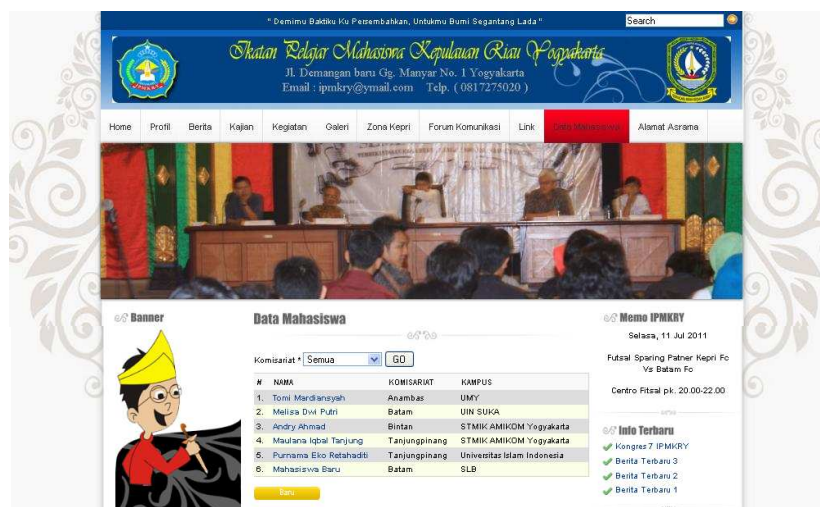 " Demimu Baktiku Ku Persembahkan, Untukmu Bumi Segantang Lada "
Search
Ikatan Pelajar Mahasiswa Kepulauan Riau Yogyakarta
Jl. Demangan baru Gg. Manyar No. 1 Yogyakarta
Email : ipmkry@ymail.com Telp. ( 0817275020 )
IPMKRY
Home Profil Berita Kajian Kegiatan Galeri Zona Kepri Forum Komunikasi Link Data Mahasiswa Alamat Asrama
Banner
Data Mahasiswa
Komisariat * Semua GO
# NAMA KOMISARIAT KAMPUS
1. Tomi Mardiansyah Anambas UMY
2. Melisa Dwi Putri Batam UIN SUKA
3. Andry Ahmad Bintan STMIK AMIKOM Yogyakarta
4. Maulana Iqbal Tanjung Tanjungpinang STMIK AMIKOM Yogyakarta
5. Purnama Eko Retahaditi Tanjungpinang Universitas Islam Indonesia
6. Mahasiswa Baru Batam SLB
Baru
Memo IPMKRY
Selasa, 11 Jul 2011
Futsal Sparing Patner Kepri Fc
Vs Batam Fc
Centro Fitsal pk. 20.00-22.00
Info Terbaru
Kongres 7 IPMKRY
Berita Terbaru 3
Berita Terbaru 2
Berita Terbaru 1